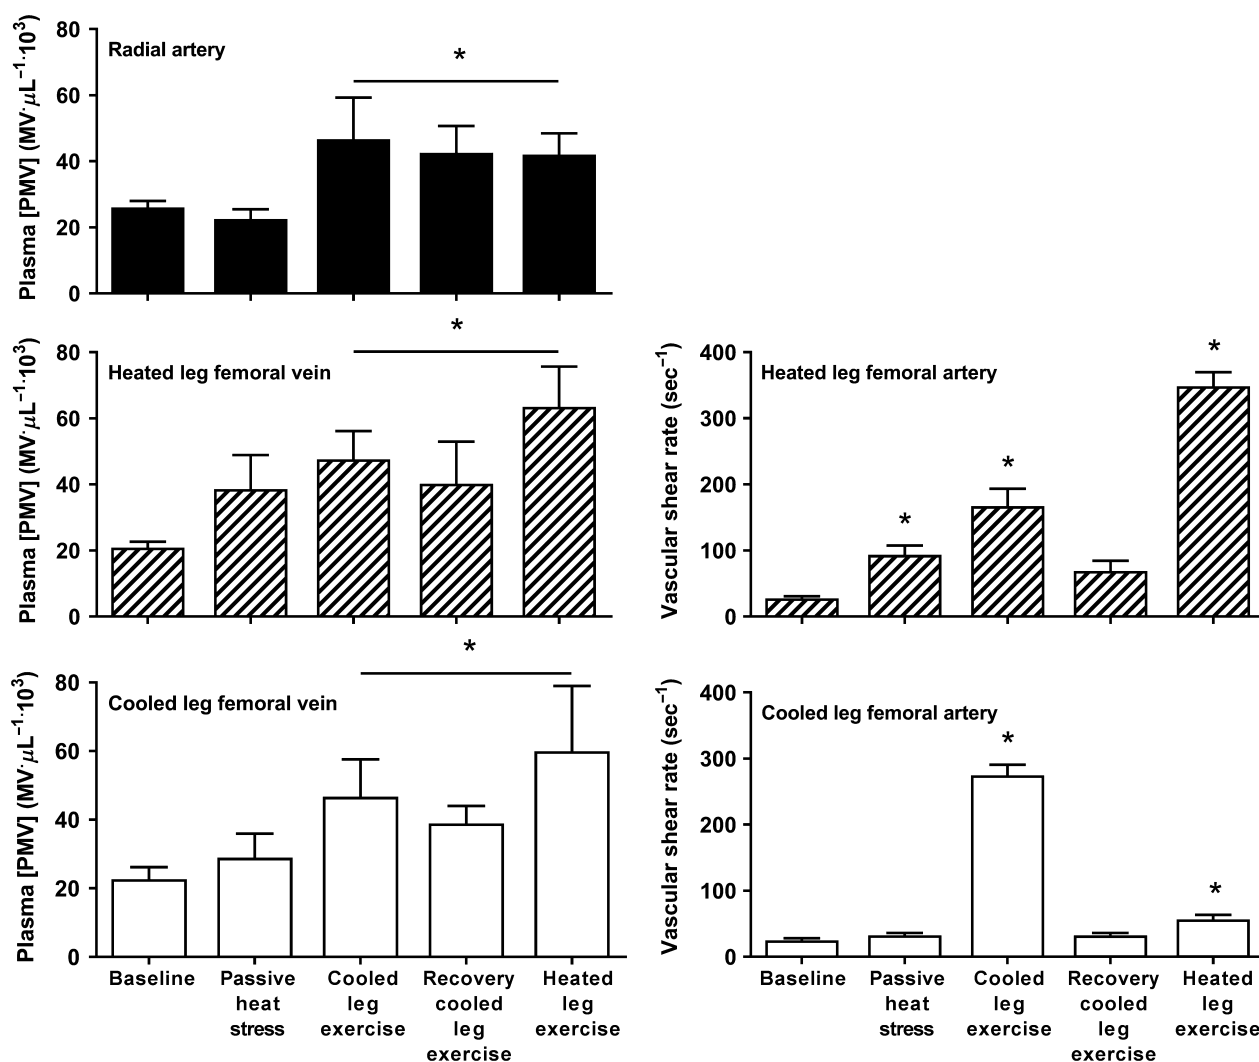 Radial artery
Plasma [PMV] (MV·μL⁻¹·10³)
80
60
40
20
0
*
Heated leg femoral vein
Plasma [PMV] (MV·μL⁻¹·10³)
80
60
40
20
0
*
Heated leg femoral artery
Vascular shear rate (sec⁻¹)
400
300
200
100
0
*
*
*
Cooled leg femoral vein
Plasma [PMV] (MV·μL⁻¹·10³)
80
60
40
20
0
*
Baseline
Passive
heat
stress
Cooled
leg
exercise
Recovery
cooled
leg
exercise
Heated
leg
exercise
Cooled leg femoral artery
Vascular shear rate (sec⁻¹)
400
300
200
100
0
*
*
Baseline
Passive
heat
stress
Cooled
leg
exercise
Recovery
cooled
leg
exercise
Heated
leg
exercise